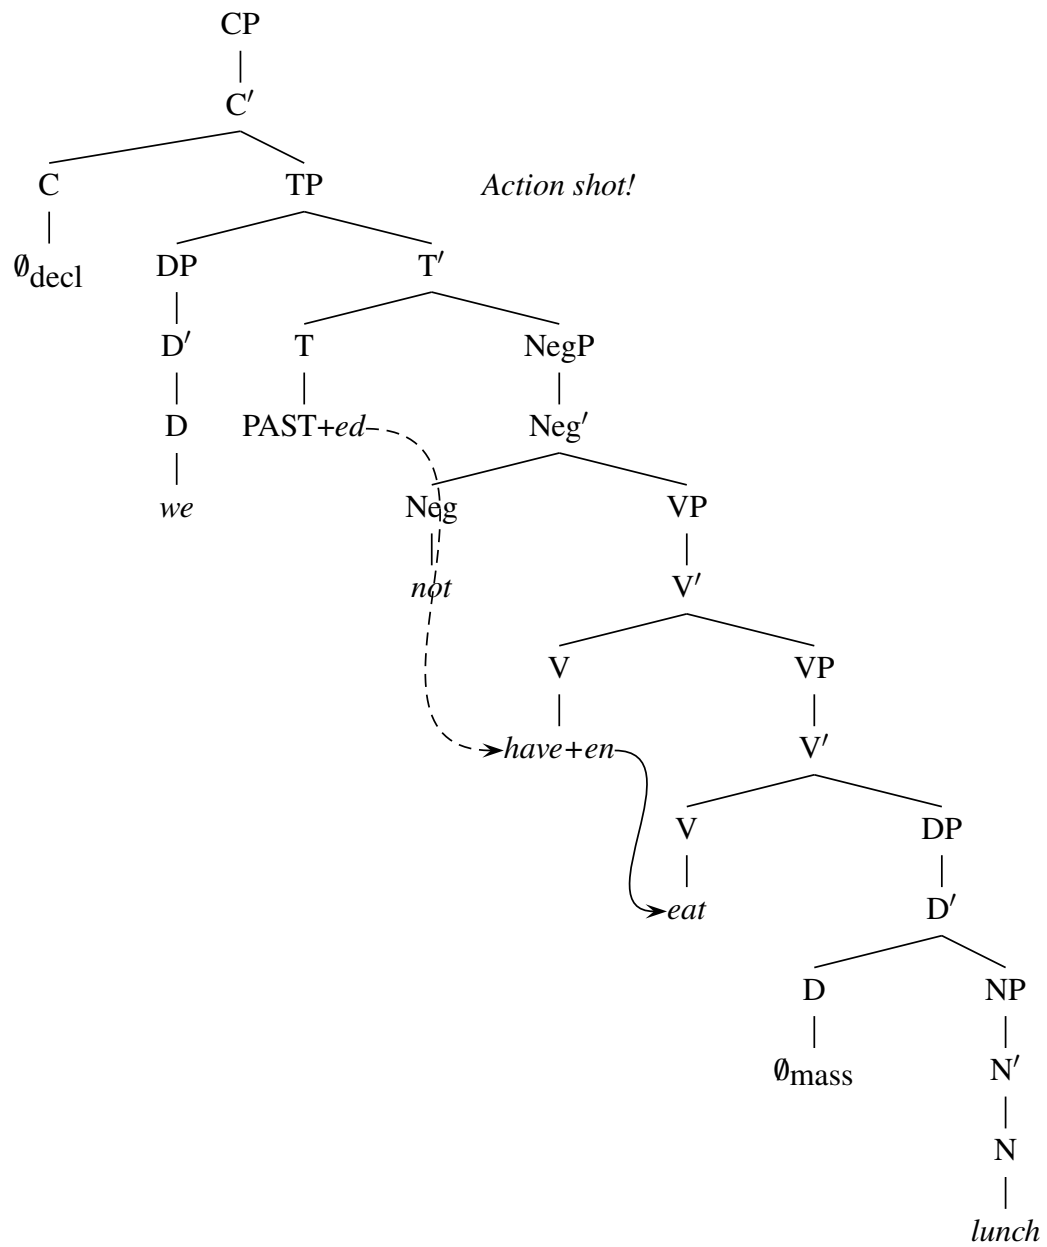 CP
C′
C TP Action shot!
∅decl DP T′
D′ T NegP
D PAST+ed Neg′
we Neg VP
not V′
V VP
have+en V′
V DP
eat D′
D NP
∅mass N′
N
lunch